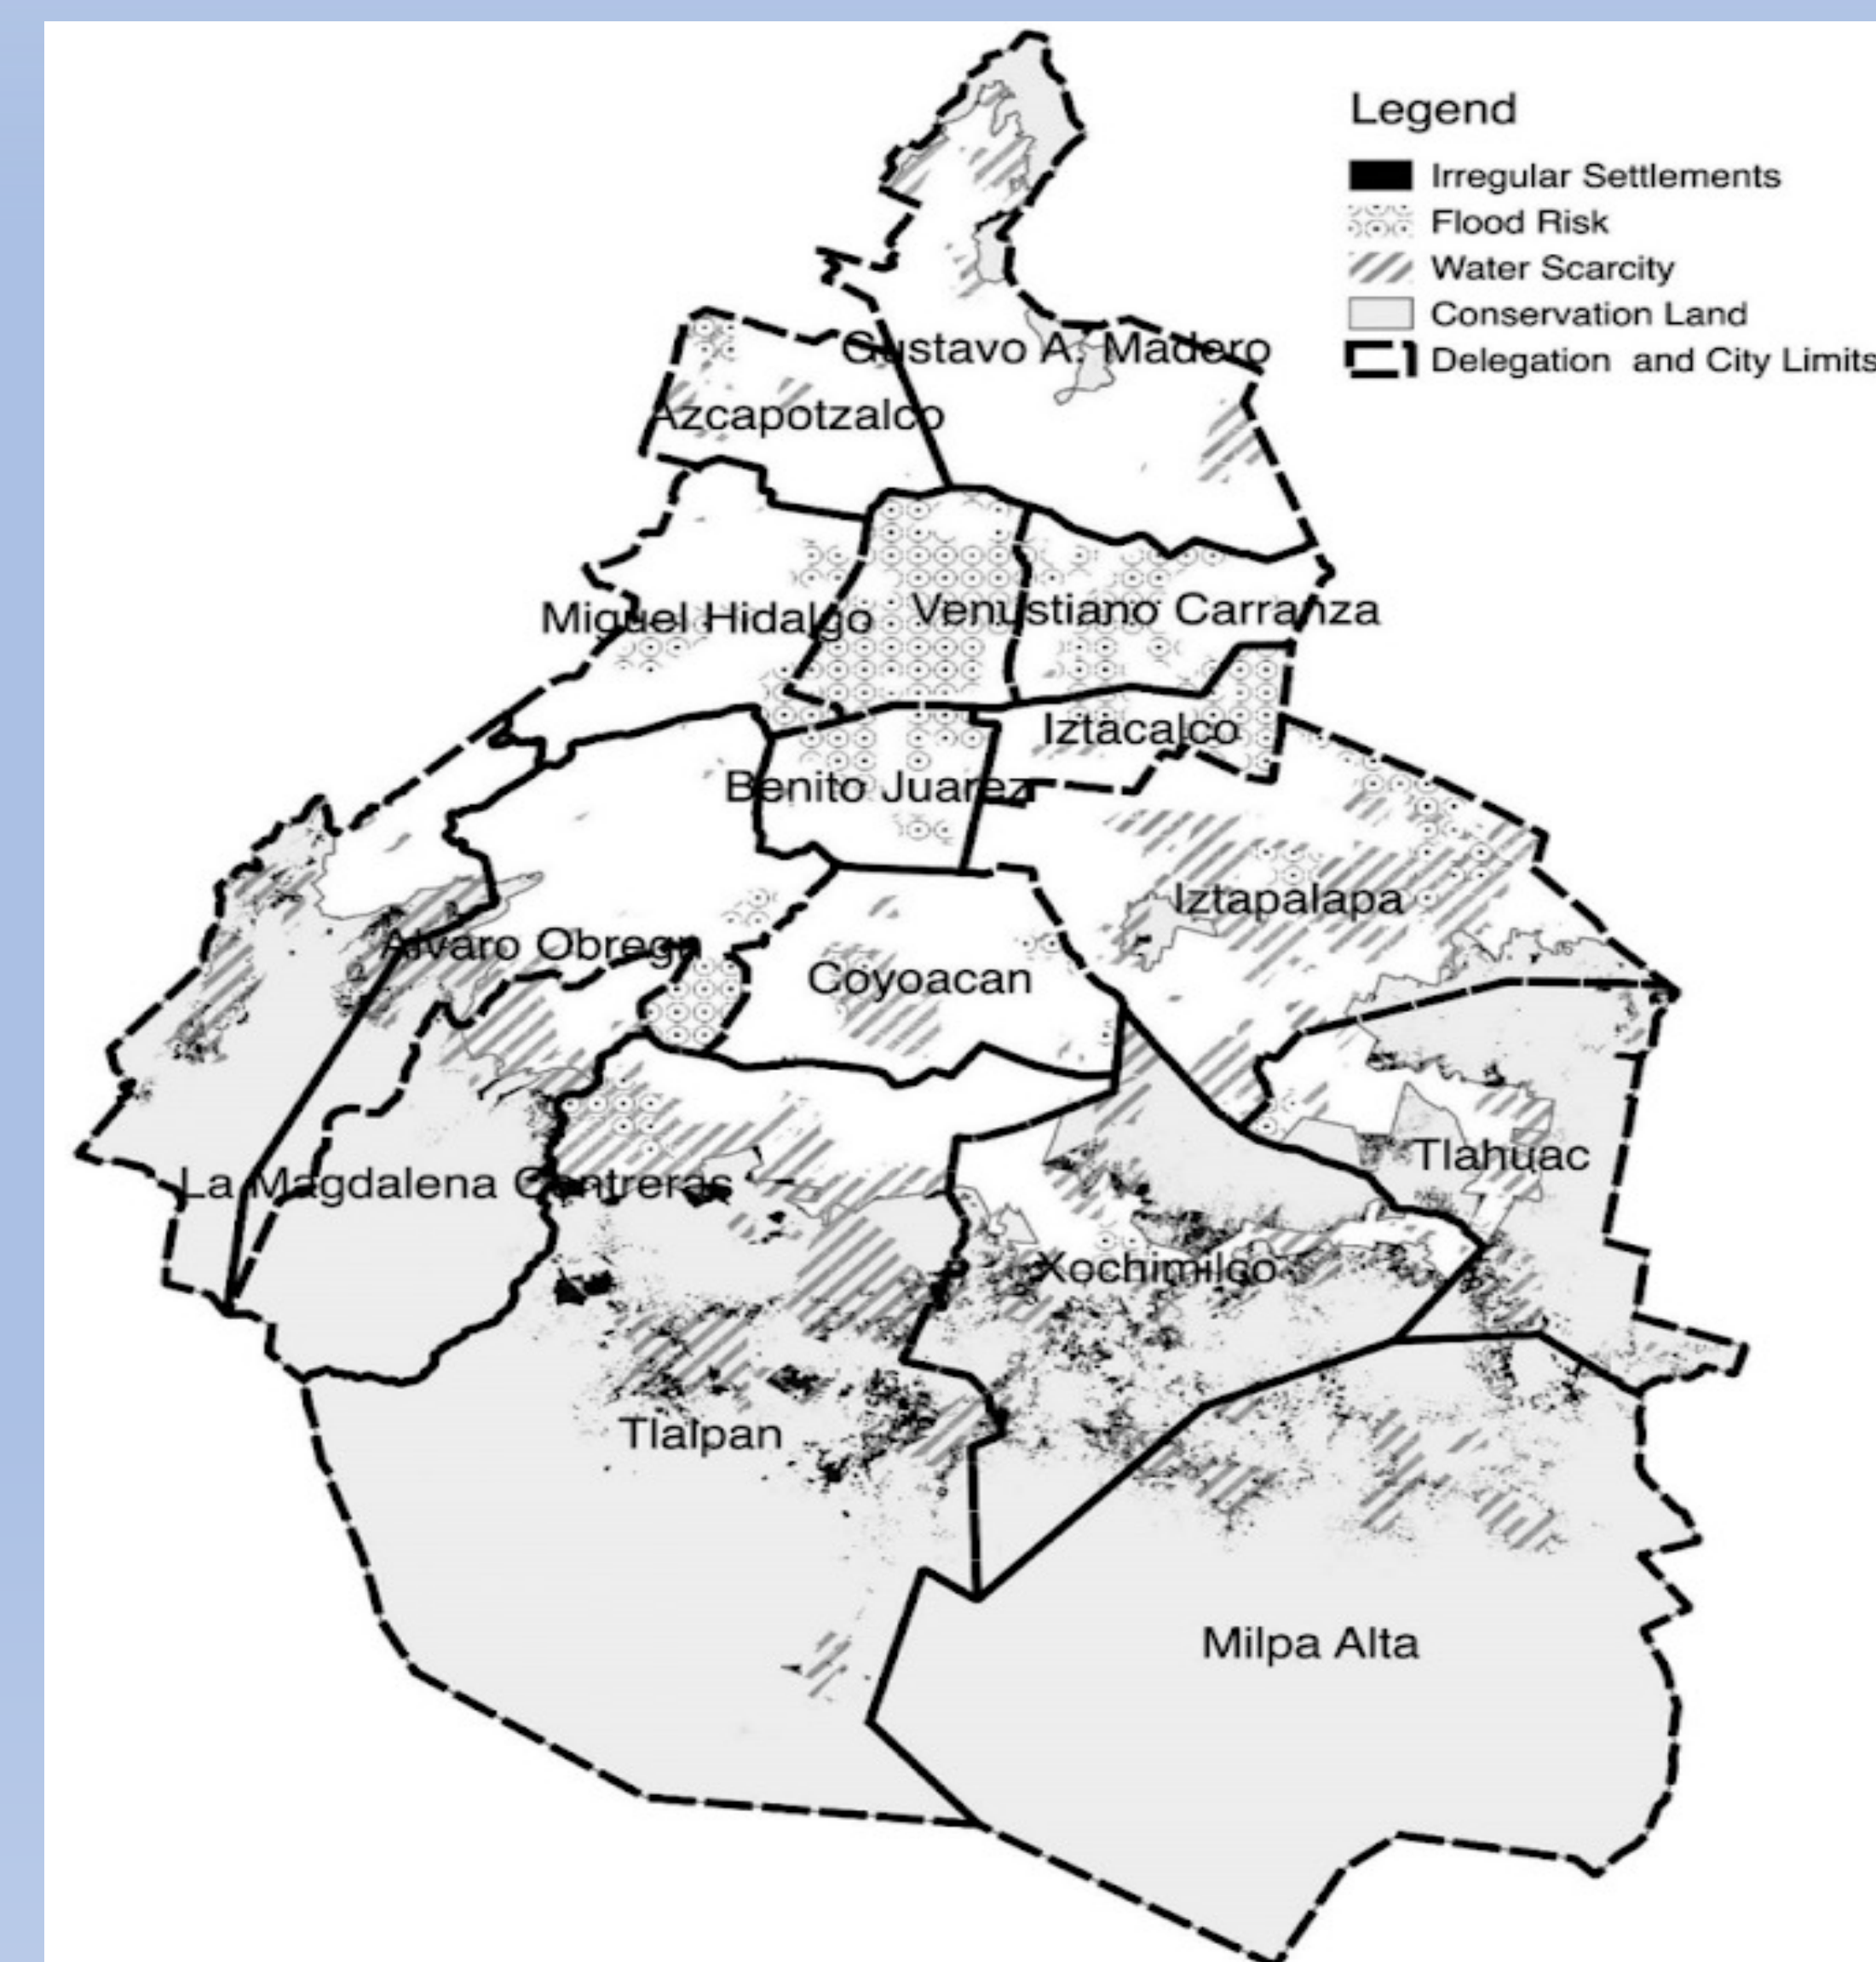 Legend
Irregular Settlements
Flood Risk
Water Scarcity
Conservation Land
Delegation and City Limits
Gustavo A. Madero
Azcapotzalco
Venustiano Carranza
Miguel Hidalgo
Iztacalco
Benito Juarez
Iztapalapa
Alvaro Obregn
Coyoacan
Tlahuac
La Magdalena Contreras
Xochimilco
Tlalpan
Milpa Alta